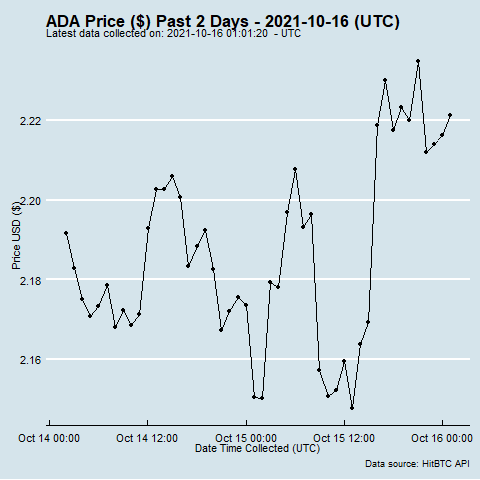 ADA Price ($) Past 2 Days - 2021-10-16 (UTC)
Latest data collected on: 2021-10-16 01:01:20 - UTC
2.22
2.20
2.18
2.16
Price USD ($)
Oct 14 00:00 Oct 14 12:00 Oct 15 00:00 Oct 15 12:00 Oct 16 00:00
Date Time Collected (UTC)
Data source: HitBTC API